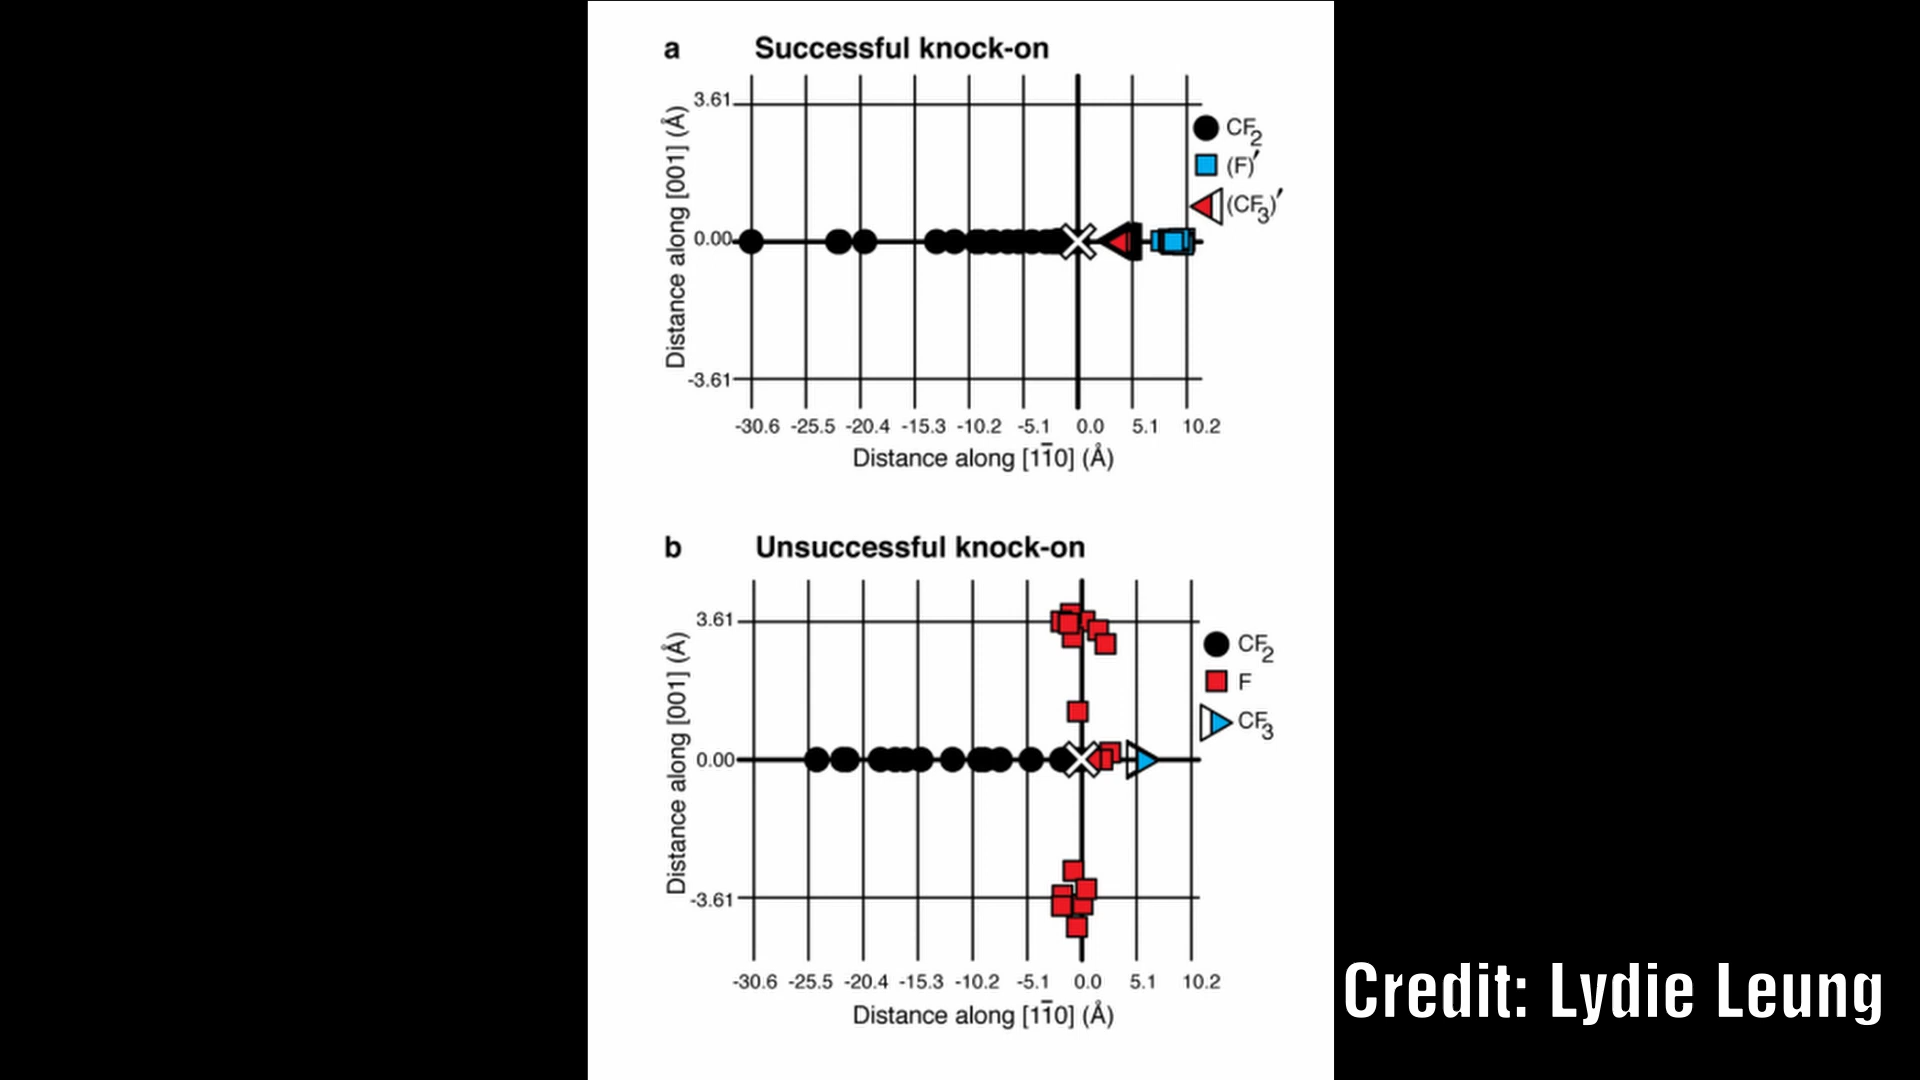 a Successful knock-on
3.61
0.00
-3.61
Distance along [001] (Å)
CF₂
(F)′
(CF₃)′
-30.6 -25.5 -20.4 -15.3 -10.2 -5.1 0.0 5.1 10.2
Distance along [11̅0] (Å)
b Unsuccessful knock-on
3.61
0.00
-3.61
Distance along [001] (Å)
CF₂
F
CF₃
-30.6 -25.5 -20.4 -15.3 -10.2 -5.1 0.0 5.1 10.2
Distance along [11̅0] (Å)
Credit: Lydie Leung